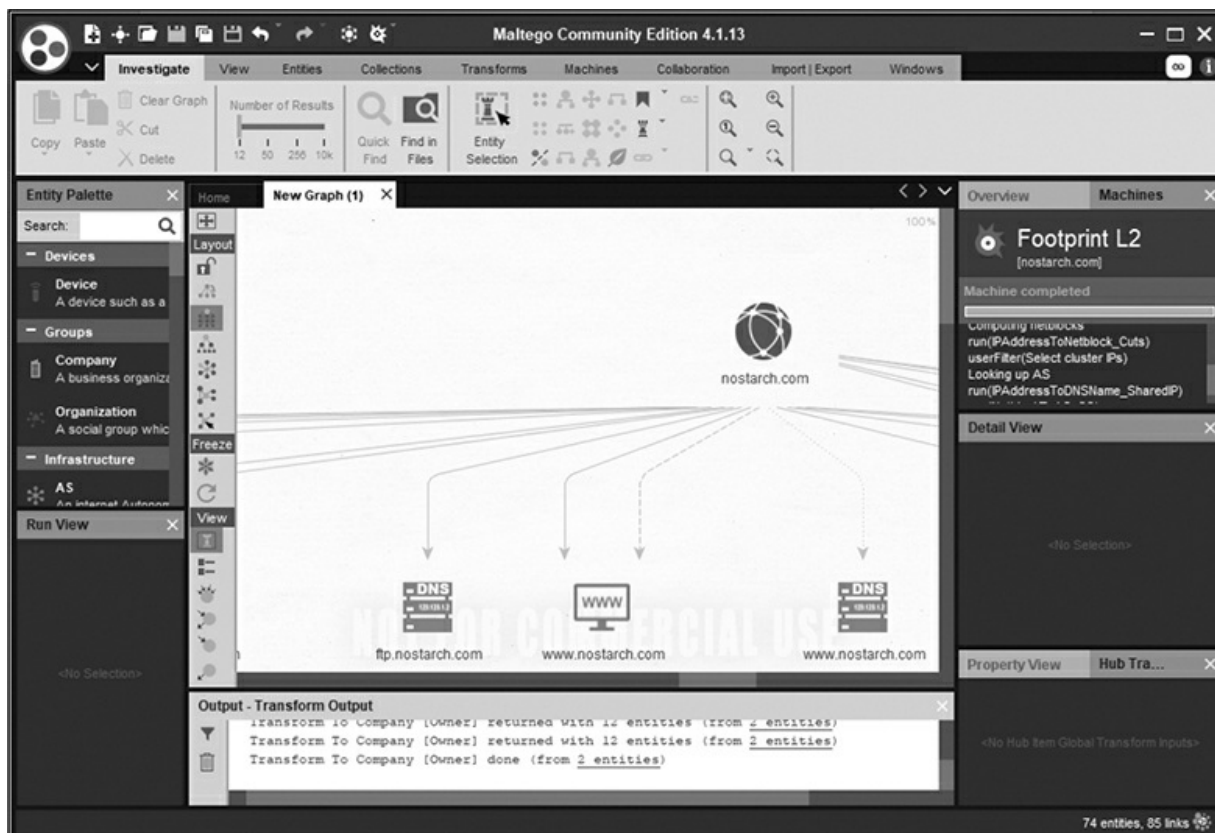 Maltego Community Edition 4.1.13
Investigate View Entities Collections Transforms Machines Collaboration Import | Export Windows
Copy
Paste
Clear Graph
Cut
Delete
Number of Results
12 50 256 10k
Quick Find
Find in Files
Entity Selection
Entity Palette
Search:
Devices
Device
A device such as a
Groups
Company
A business organiza
Organization
A social group whic
Infrastructure
AS
An internet Autonom
Run View
<No Selection>
Home
New Graph (1)
Layout
Freeze
View
100%
nostarch.com
DNS
WWW
DNS
NOT FOR COMMERCIAL USE
ftp.nostarch.com
www.nostarch.com
www.nostarch.com
Output - Transform Output
Transform To Company [Owner] returned with 12 entities (from 2 entities)
Transform To Company [Owner] returned with 12 entities (from 2 entities)
Transform To Company [Owner] done (from 2 entities)
Overview
Machines
Footprint L2
[nostarch.com]
Machine completed
Computing netblocks
run(IPAddressToNetblock_Cuts)
userFilter(Select cluster IPs)
Looking up AS
run(IPAddressToDNSName_SharedIP)
Detail View
<No Selection>
Property View
Hub Tra...
<No Hub Item Global Transform Inputs>
74 entities, 85 links